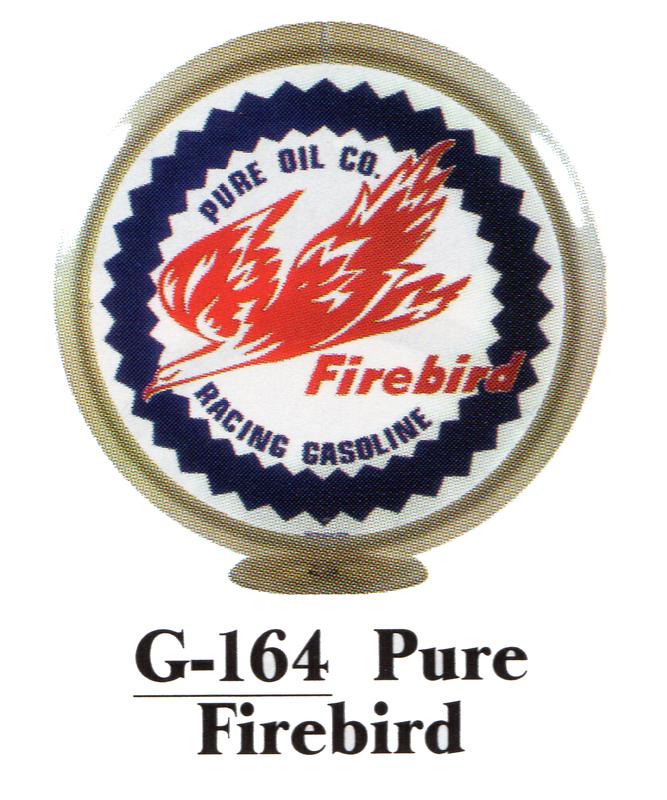 PURE OIL CO.
Firebird
RACING GASOLINE
G-164 Pure
Firebird